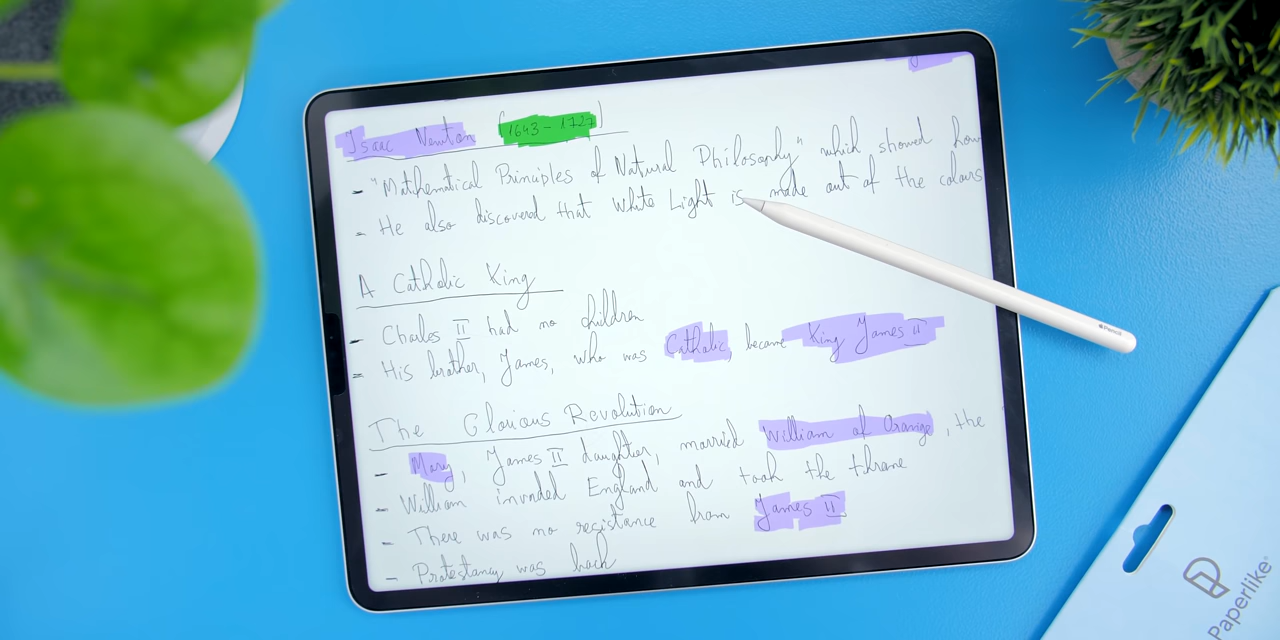 Isaac Newton [1643 - 1727]
- "Mathematical Principles of Natural Philosophy" which showed how
- He also discovered that White Light is made out of the colours
A Catholic King
- Charles II had no children
- His brother, James, who was Catholic, became King James II
The Glorious Revolution
- Mary, James II daughter, married William of Orange, the
- William invaded England and took the throne
- There was no resistance from James II
- Protestancy was back
Pencil
Paperlike